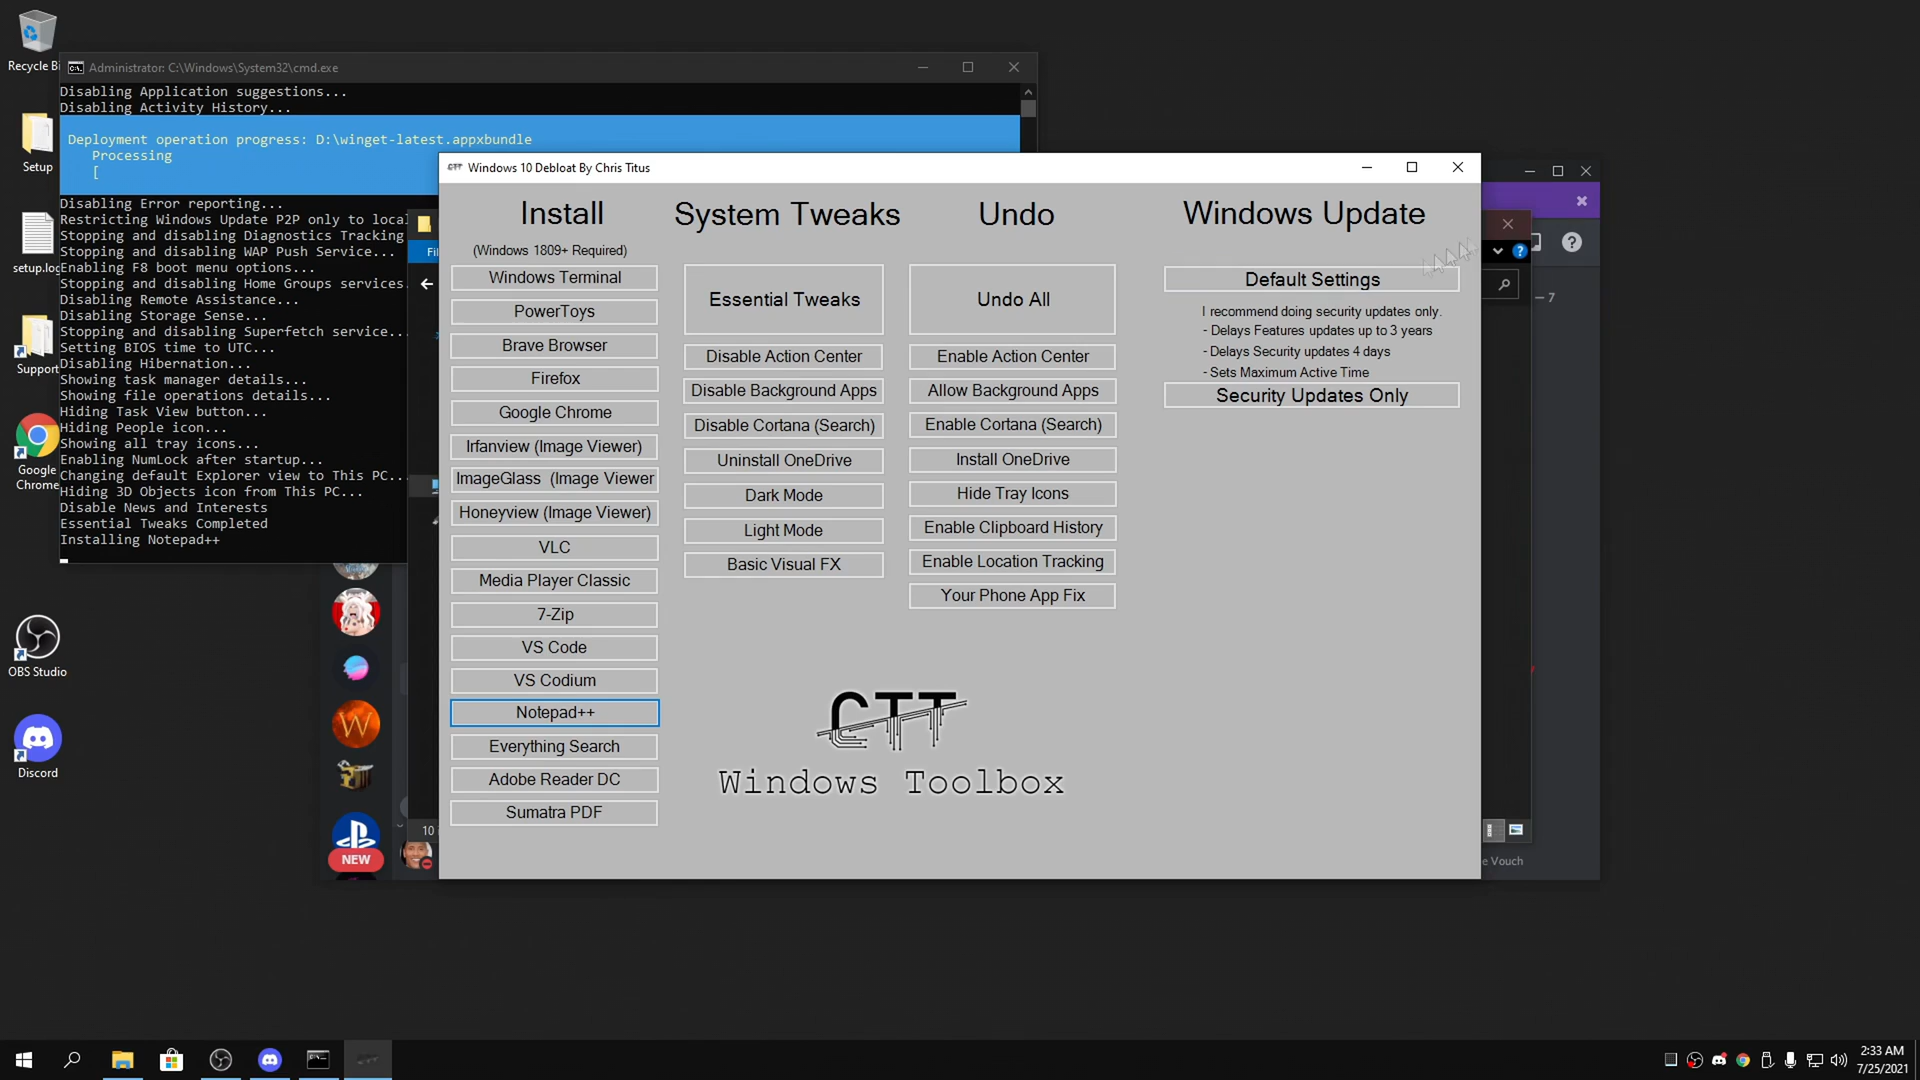 Recycle Bi
Setup
setup.log
Support
Google
Chrome
OBS Studio
Discord
Administrator: C:\Windows\System32\cmd.exe
Disabling Application suggestions...
Disabling Activity History...
Deployment operation progress: D:\winget-latest.appxbundle
Processing
[
Disabling Error reporting...
Restricting Windows Update P2P only to local
Stopping and disabling Diagnostics Tracking
Stopping and disabling WAP Push Service...
Enabling F8 boot menu options...
Stopping and disabling Home Groups services.
Disabling Remote Assistance...
Disabling Storage Sense...
Stopping and disabling Superfetch service...
Setting BIOS time to UTC...
Disabling Hibernation...
Showing task manager details...
Showing file operations details...
Hiding Task View button...
Hiding People icon...
Showing all tray icons...
Enabling NumLock after startup...
Changing default Explorer view to This PC...
Hiding 3D Objects icon from This PC...
Disable News and Interests
Essential Tweaks Completed
Installing Notepad++
Fil
10
NEW
Windows 10 Debloat By Chris Titus
Install
(Windows 1809+ Required)
Windows Terminal
PowerToys
Brave Browser
Firefox
Google Chrome
Irfanview (Image Viewer)
ImageGlass (Image Viewer
Honeyview (Image Viewer)
VLC
Media Player Classic
7-Zip
VS Code
VS Codium
Notepad++
Everything Search
Adobe Reader DC
Sumatra PDF
System Tweaks
Essential Tweaks
Disable Action Center
Disable Background Apps
Disable Cortana (Search)
Uninstall OneDrive
Dark Mode
Light Mode
Basic Visual FX
Undo
Undo All
Enable Action Center
Allow Background Apps
Enable Cortana (Search)
Install OneDrive
Hide Tray Icons
Enable Clipboard History
Enable Location Tracking
Your Phone App Fix
Windows Update
Default Settings
I recommend doing security updates only.
- Delays Features updates up to 3 years
- Delays Security updates 4 days
- Sets Maximum Active Time
Security Updates Only
CTT
Windows Toolbox
– 7
e Vouch
2:33 AM
7/25/2021